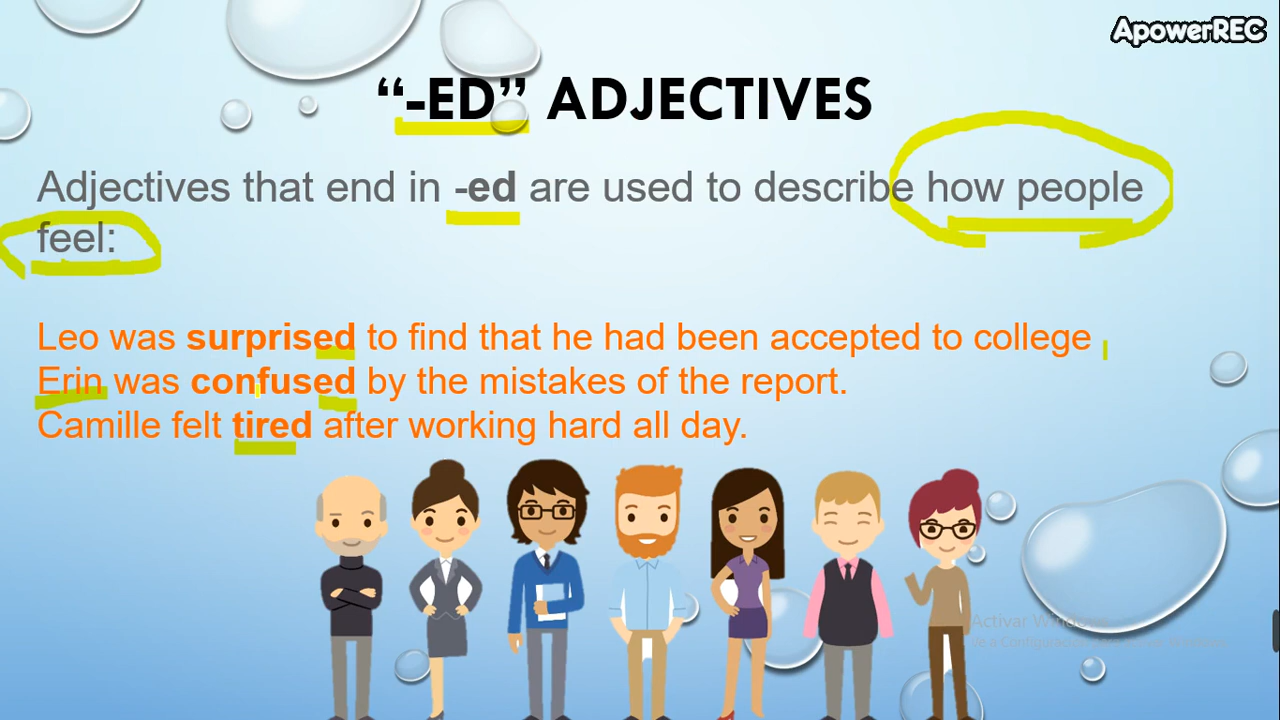 ApowerREC
“-ED” ADJECTIVES
Adjectives that end in -ed are used to describe how people
feel:
Leo was surprised to find that he had been accepted to college
Erin was confused by the mistakes of the report.
Camille felt tired after working hard all day.
Activar Windows